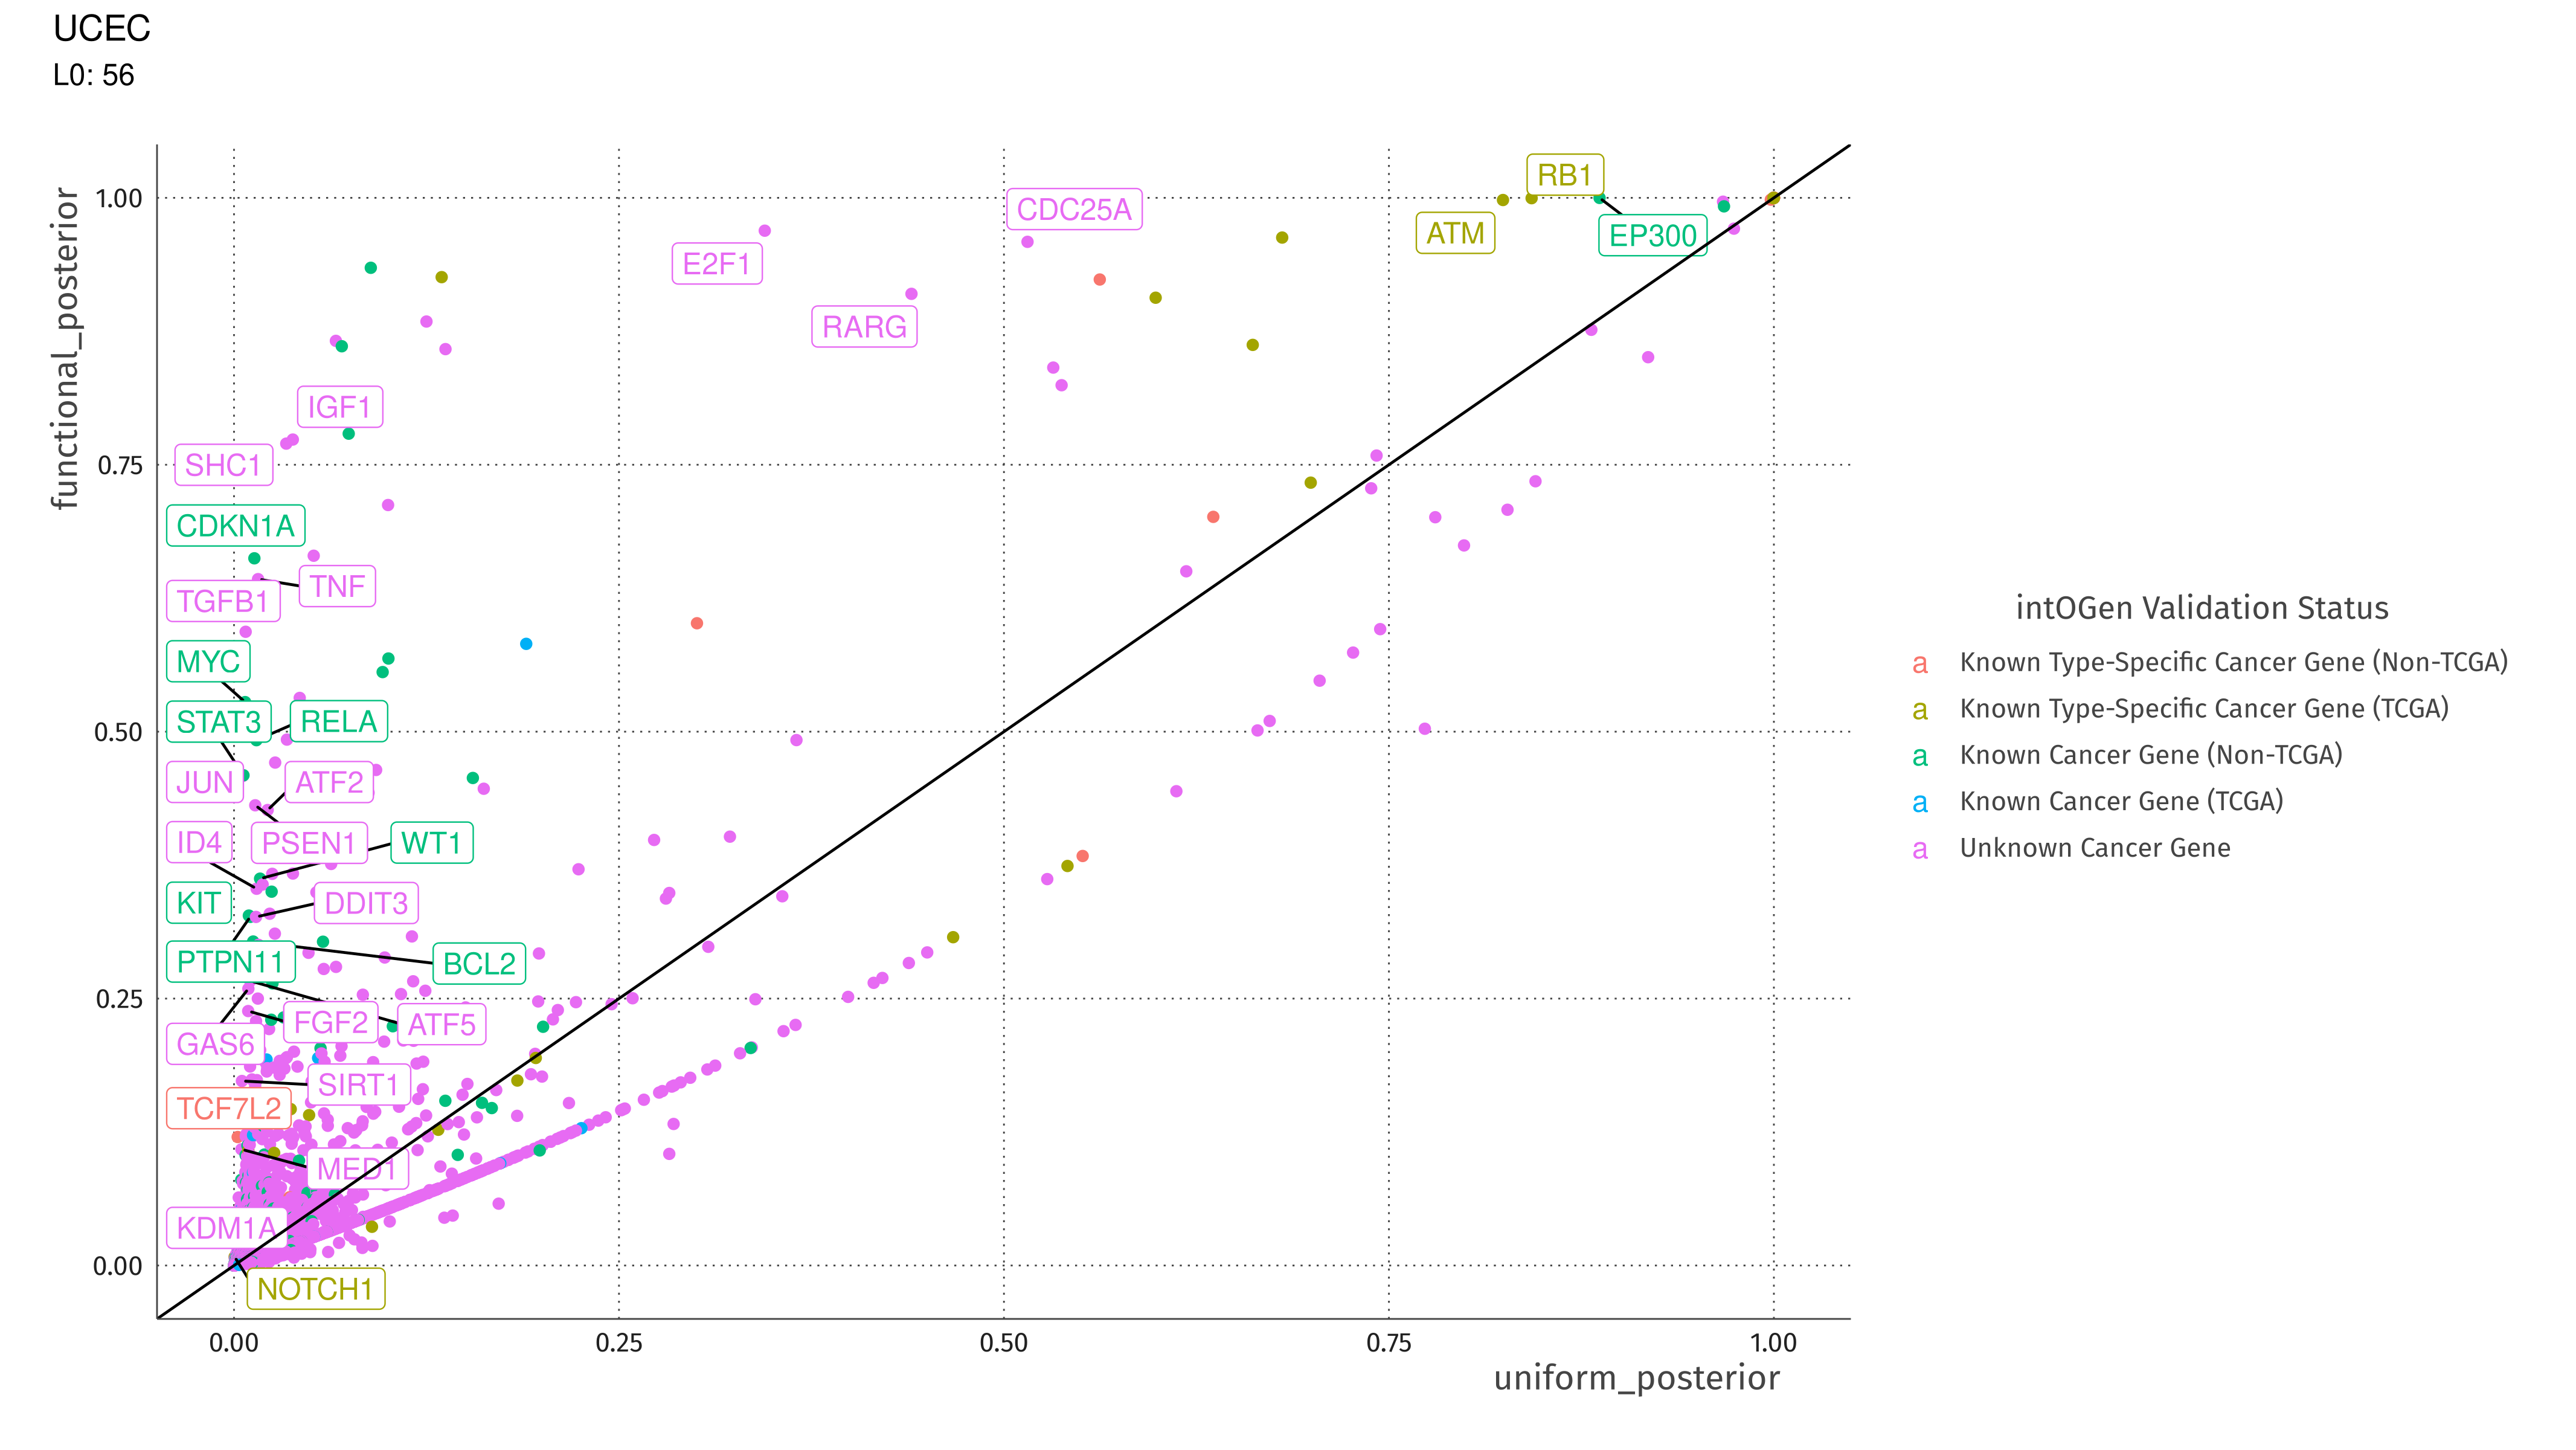 UCEC
L0: 56
functional_posterior
1.00
0.75
0.50
0.25
0.00
RB1
CDC25A
ATM
EP300
E2F1
RARG
IGF1
SHC1
CDKN1A
TNF
TGFB1
MYC
STAT3
RELA
JUN
ATF2
ID4
PSEN1
WT1
KIT
DDIT3
PTPN11
BCL2
FGF2
ATF5
GAS6
SIRT1
TCF7L2
MED1
KDM1A
NOTCH1
0.00
0.25
0.50
0.75
1.00
uniform_posterior
intOGen Validation Status
a Known Type-Specific Cancer Gene (Non-TCGA)
a Known Type-Specific Cancer Gene (TCGA)
a Known Cancer Gene (Non-TCGA)
a Known Cancer Gene (TCGA)
a Unknown Cancer Gene